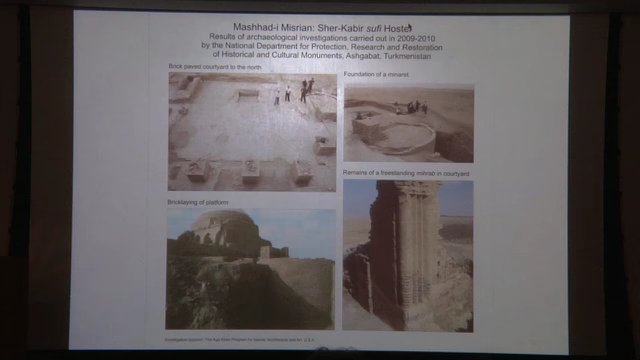 Mashhad-i Misrian: Sher-Kabir sufi Hostel
Results of archaeological investigations carried out in 2009-2010
by the National Department for Protection, Research and Restoration
of Historical and Cultural Monuments, Ashgabat, Turkmenistan
Brick paved courtyard to the north
Foundation of a minaret
Bricklaying of platform
Remains of a freestanding mihrab in courtyard